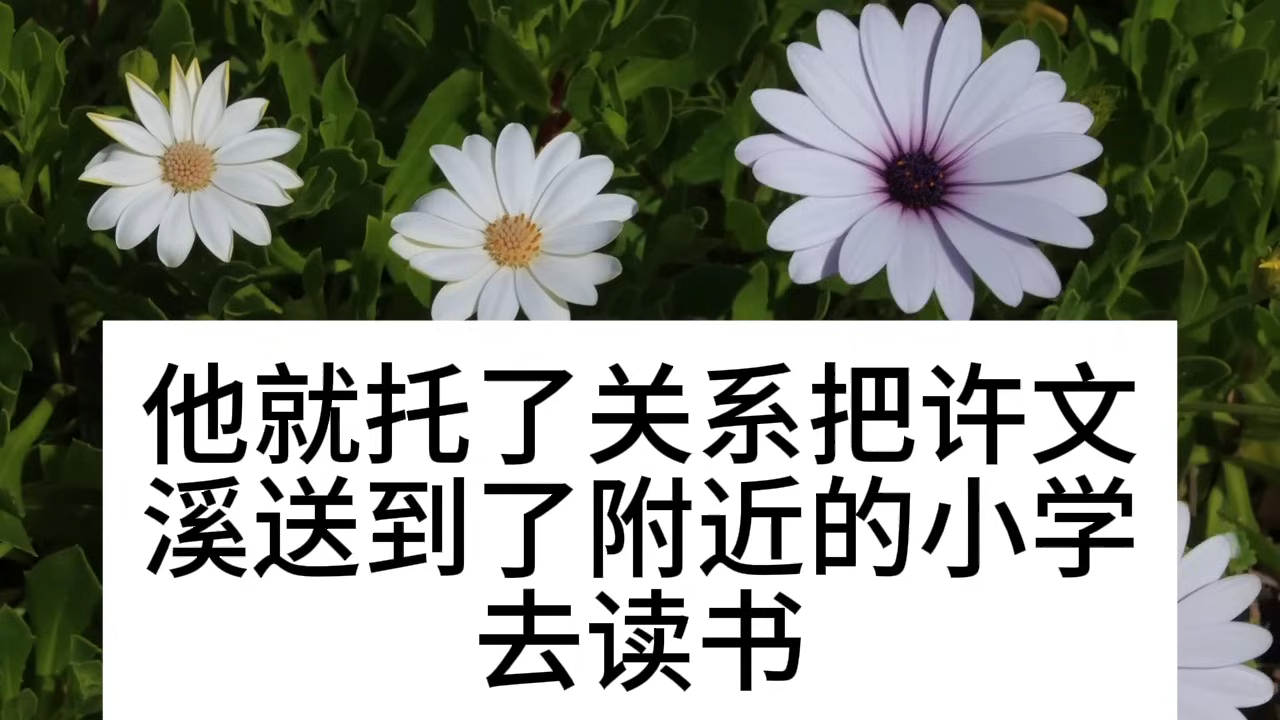 他就托了关系把许文
溪送到了附近的小学
去读书